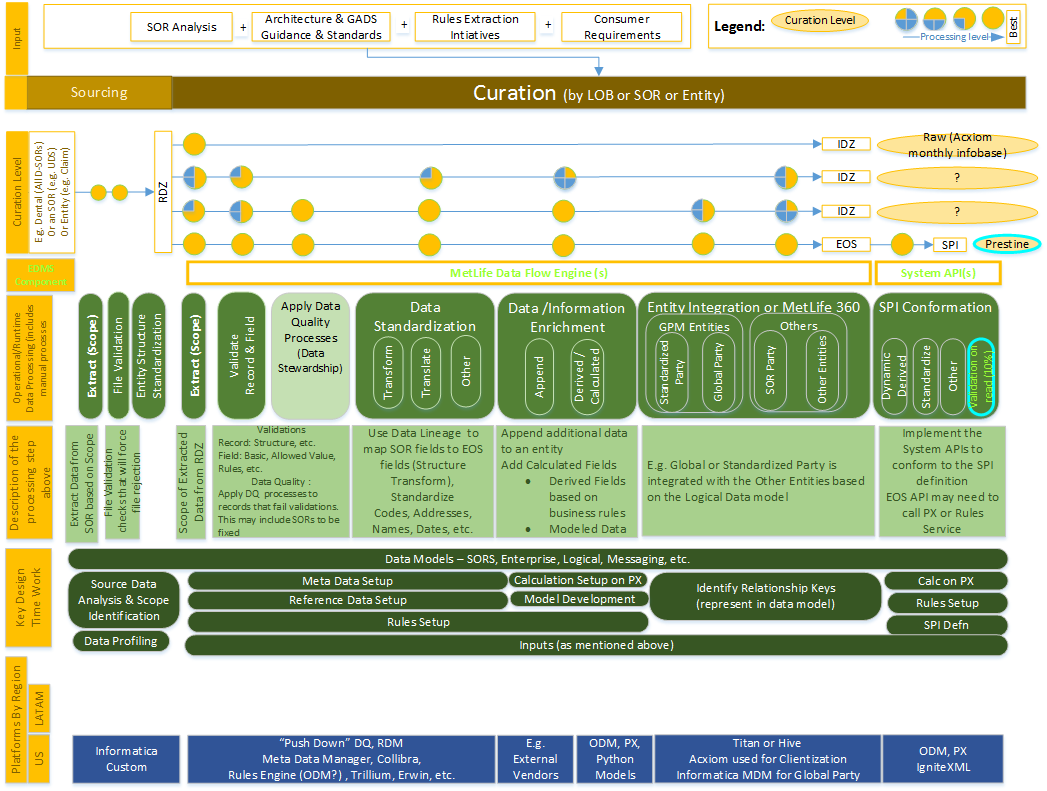 Input
SOR Analysis
+
Architecture & GADS
Guidance & Standards
+
Rules Extraction
Intiatives
+
Consumer
Requirements
Legend:
Curation Level
Processing level
Best
Sourcing
Curation (by LOB or SOR or Entity)
Curation Level
E.g. Dental (All D-SORs)
Or an SOR (e.g. UDS)
Or Entity (e.g. Claim)
RDZ
IDZ
Raw (Acxiom
monthly infobase)
IDZ
?
IDZ
?
EOS
SPI
Prestine
EDMS
Component
MetLife Data Flow Engine (s)
System API(s)
Operational/Runtime
Data Processing (includes
manual processes
Extract (Scope)
File Validation
Entity Structure
Standardization
Extract (Scope)
Validate
Record & Field
Apply Data
Quality
Processes
(Data
Stewardship)
Data
Standardization
Transform
Translate
Other
Data /Information
Enrichment
Append
Derived /
Calculated
Entity Integration or MetLife 360
GPM Entities
Standardized
Party
Global Party
Others
SOR Party
Other Entities
SPI Conformation
Dynamic
Derived
Standardize
Other
Validation on
read (10%)
Description of the
processing step
above
Extract Data from
SOR based on Scope
File Validation
checks that will force
file rejection
Scope of Extracted
Data from RDZ
Validations
Record: Structure, etc.
Field: Basic, Allowed Value,
Rules, etc.
Data Quality :
Apply DQ processes to
records that fail validations.
This may include SORs to be
fixed
Use Data Lineage to
map SOR fields to EOS
fields (Structure
Transform),
Standardize
Codes, Addresses,
Names, Dates, etc.
Append additional data
to an entity
Add Calculated Fields
• Derived Fields
based on
business rules
• Modeled Data
E.g. Global or Standardized Party is
integrated with the Other Entities based
on the Logical Data model
Implement the
System APIs to
conform to the SPI
definition
EOS API may need to
call PX or Rules
Service
Key Design
Time Work
Data Models – SORS, Enterprise, Logical, Messaging, etc.
Source Data
Analysis & Scope
Identification
Data Profiling
Meta Data Setup
Reference Data Setup
Rules Setup
Calculation Setup on PX
Model Development
Identify Relationship Keys
(represent in data model)
Calc on PX
Rules Setup
SPI Defn
Inputs (as mentioned above)
Platforms By Region
LATAM
US
Informatica
Custom
“Push Down” DQ, RDM
Meta Data Manager, Collibra,
Rules Engine (ODM?) , Trillium, Erwin, etc.
E.g.
External
Vendors
ODM, PX,
Python
Models
Titan or Hive
Acxiom used for Clientization
Informatica MDM for Global Party
ODM, PX
IgniteXML